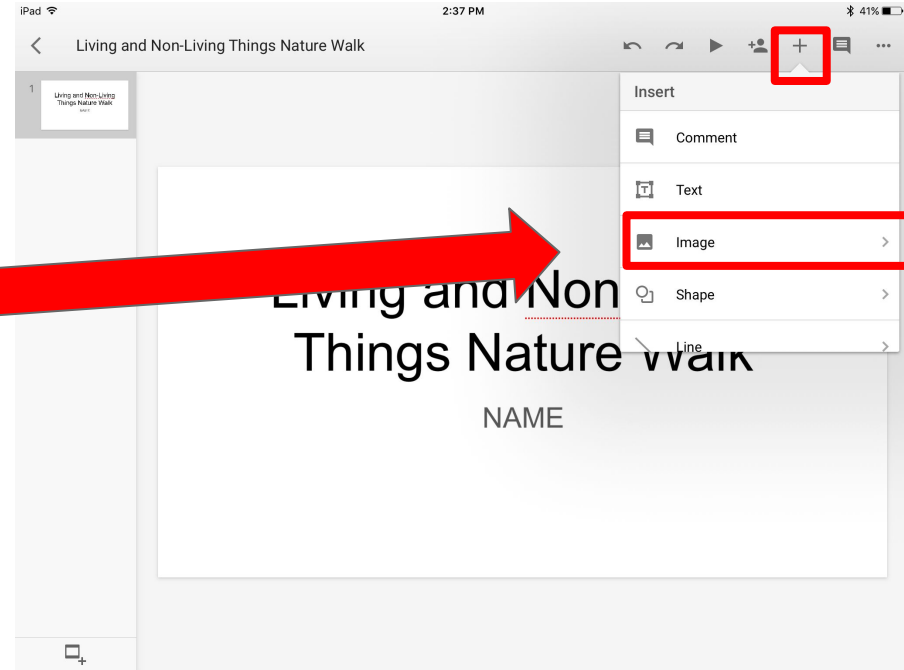 iPad 2:37 PM 41%
Living and Non-Living Things Nature Walk
1
Living and Non-Living
Things Nature Walk
NAME
Insert
Comment
Text
Image
Shape
Line
Living and Non
Things Nature Walk
NAME